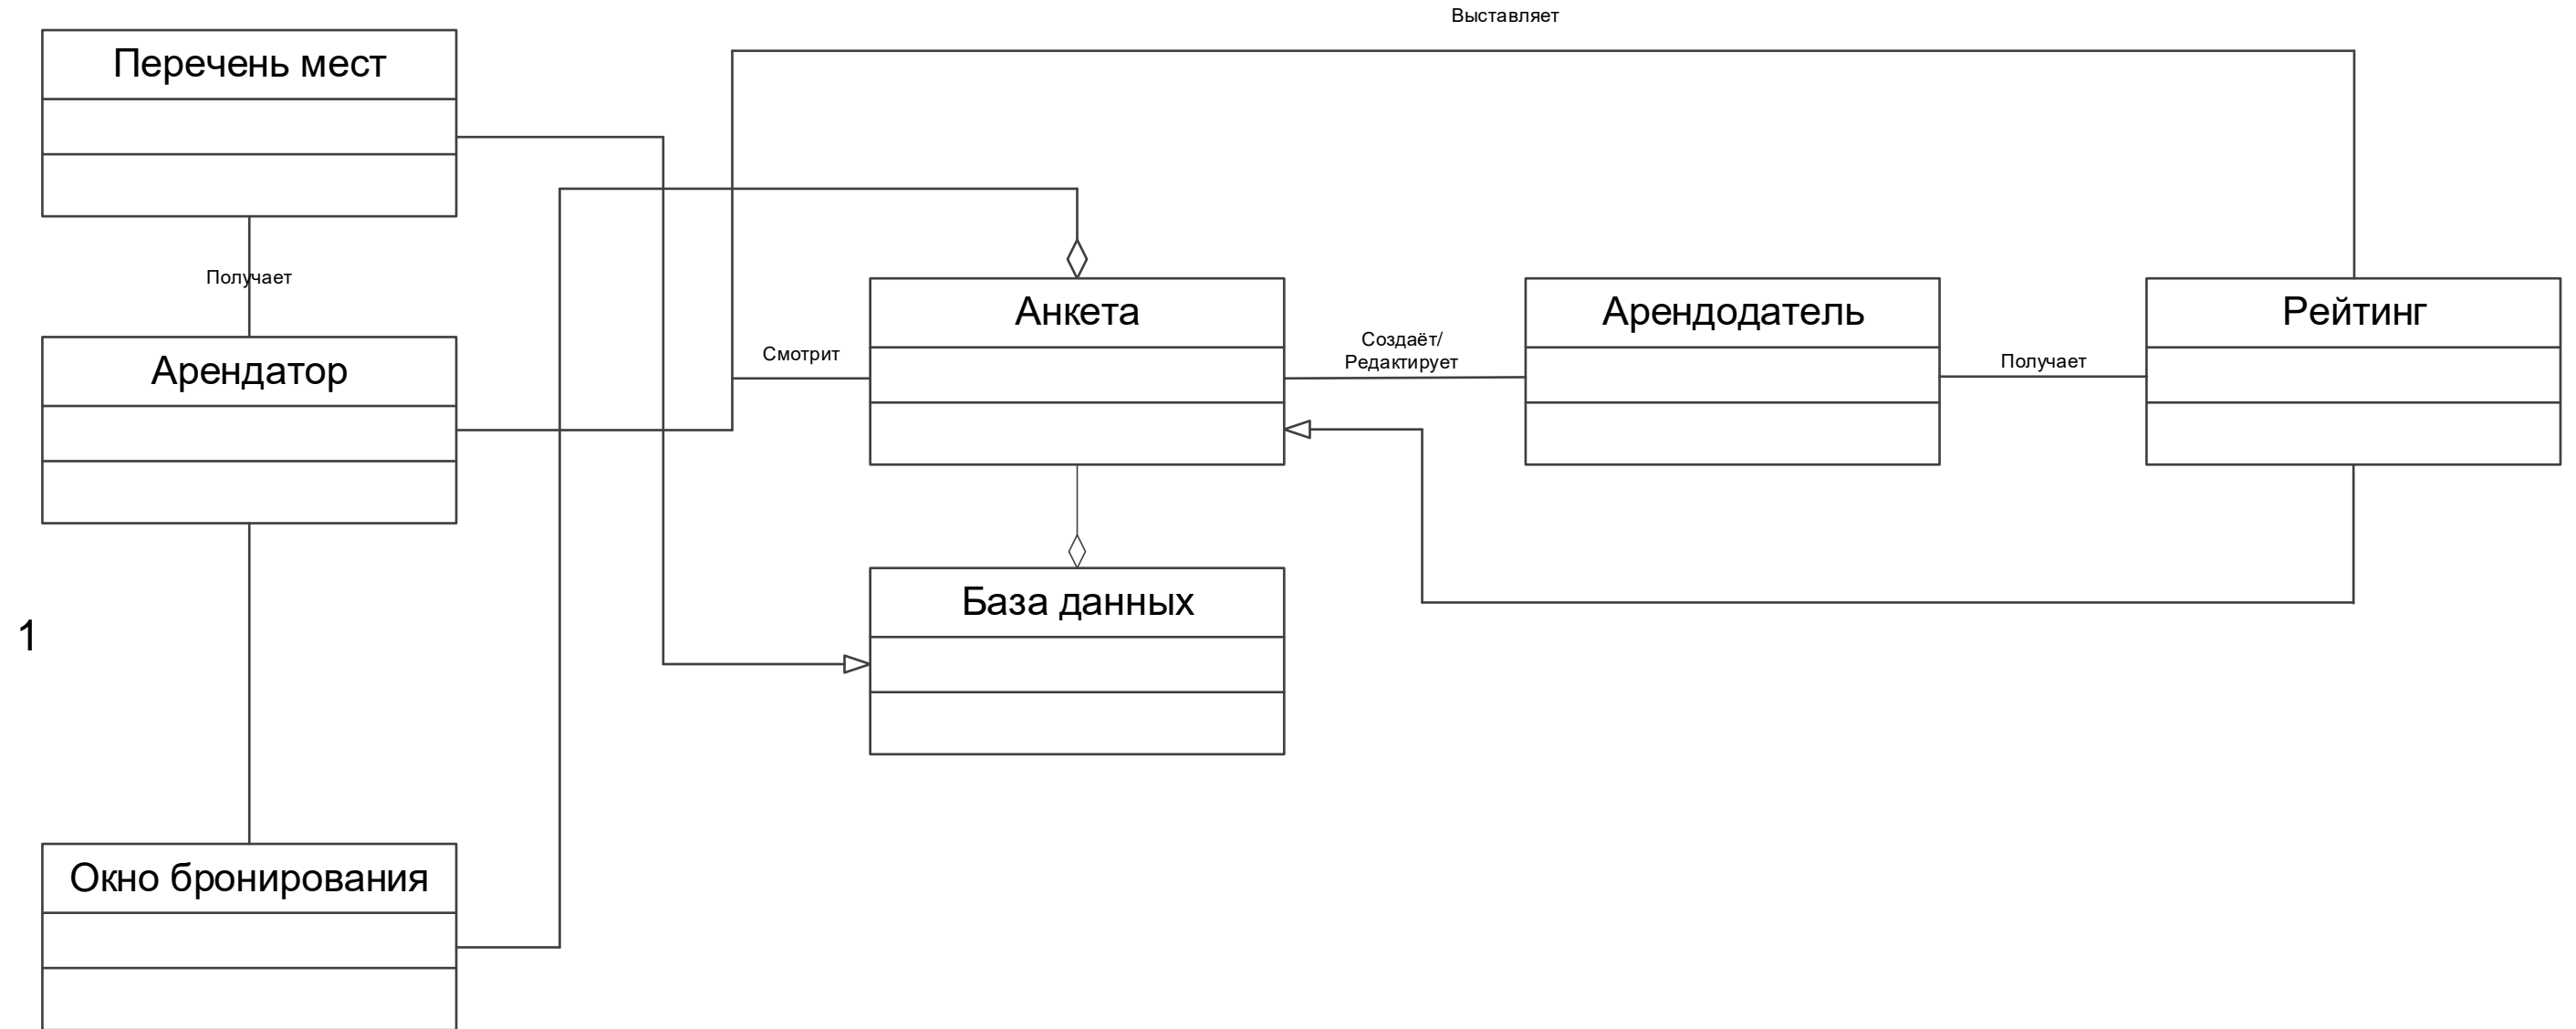 Выставляет
Перечень мест
Получает
Арендатор
Смотрит
Анкета
Создаёт/
Редактирует
Арендодатель
Получает
Рейтинг
База данных
1
Окно бронирования